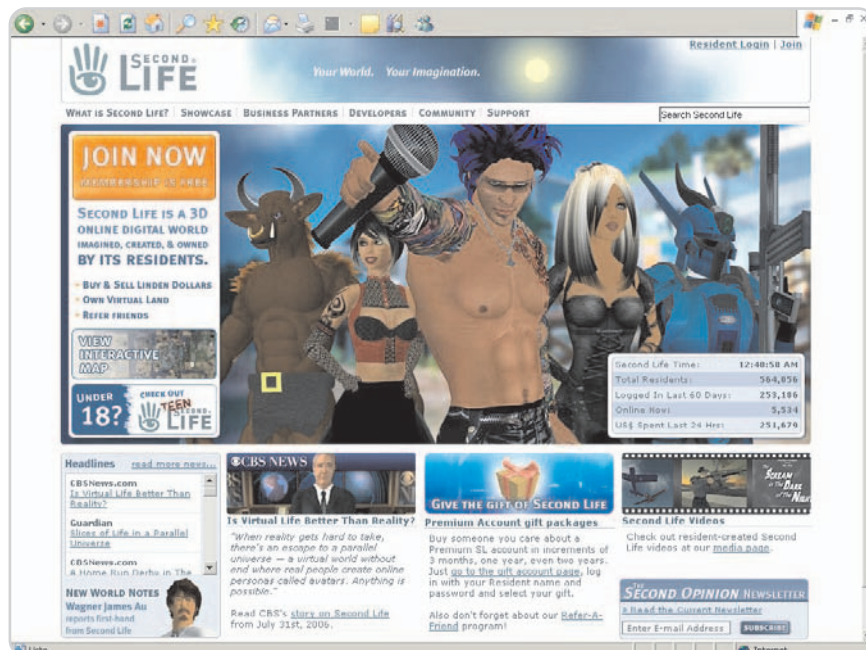 Resident Login | Join
SECOND
LIFE
Your World. Your Imagination.
WHAT IS SECOND LIFE? SHOWCASE BUSINESS PARTNERS DEVELOPERS COMMUNITY SUPPORT
Search Second Life
JOIN NOW
MEMBERSHIP IS FREE
SECOND LIFE IS A 3D
ONLINE DIGITAL WORLD
IMAGINED, CREATED, & OWNED
BY ITS RESIDENTS.
BUY & SELL LINDEN DOLLARS
OWN VIRTUAL LAND
REFER FRIENDS
VIEW
INTERACTIVE
MAP
UNDER
18?
CHECK OUT
TEEN
SECOND
LIFE
Second Life Time: 12:40:58 AM
Total Residents: 564,856
Logged In Last 60 Days: 253,186
Online Now: 5,534
US$ Spent Last 24 Hrs: 251,679
Headlines read more news...
CBSNews.com
Is Virtual Life Better Than
Reality?
Guardian
Slices of Life in a Parallel
Universe
CBSNews.com
A Home Run Derby in The
NEW WORLD NOTES
Wagner James Au
reports first-hand
from Second Life
CBS NEWS
Is Virtual Life Better Than Reality?
"When reality gets hard to take,
there's an escape to a parallel
universe — a virtual world without
end where real people create online
personas called avatars. Anything is
possible."
Read CBS's story on Second Life
from July 31st, 2006.
GIVE THE GIFT OF SECOND LIFE
Premium Account gift packages
Buy someone you care about a
Premium SL account in increments of
3 months, one year, even two years.
Just go to the gift account page, log
in with your Resident name and
password and select your gift.
Also don't forget about our Refer-A-
Friend program!
The
SCREAM
in the DARK
of the NIGHT
Second Life Videos
Check out resident-created Second
Life videos at our media page.
THE
SECOND OPINION NEWSLETTER
» Read the Current Newsletter
Enter E-mail Address SUBSCRIBE
Internet